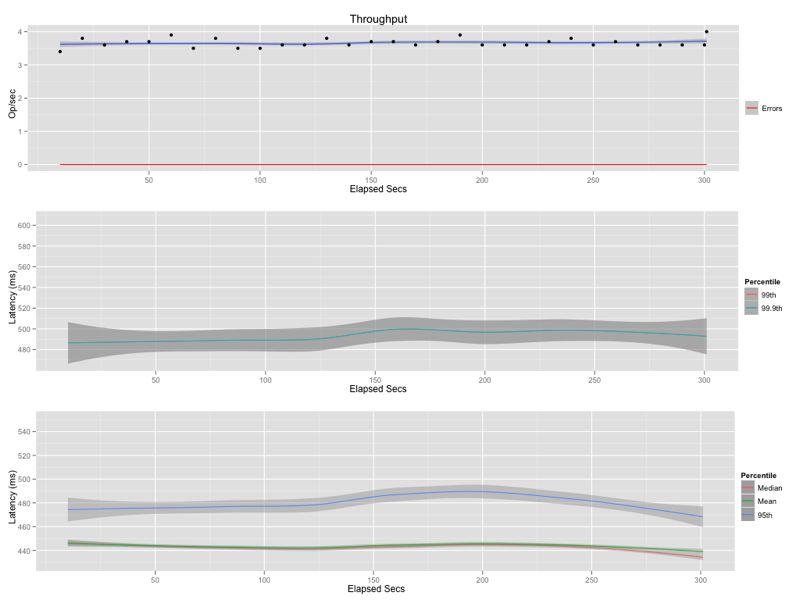 Throughput
4
3
2
1
0
Op/sec
50 100 150 200 250 300
Elapsed Secs
Errors
600
580
560
540
520
500
480
Latency (ms)
50 100 150 200 250 300
Elapsed Secs
Percentile
99th
99.9th
540
520
500
480
460
440
Latency (ms)
50 100 150 200 250 300
Elapsed Secs
Percentile
Median
Mean
95th